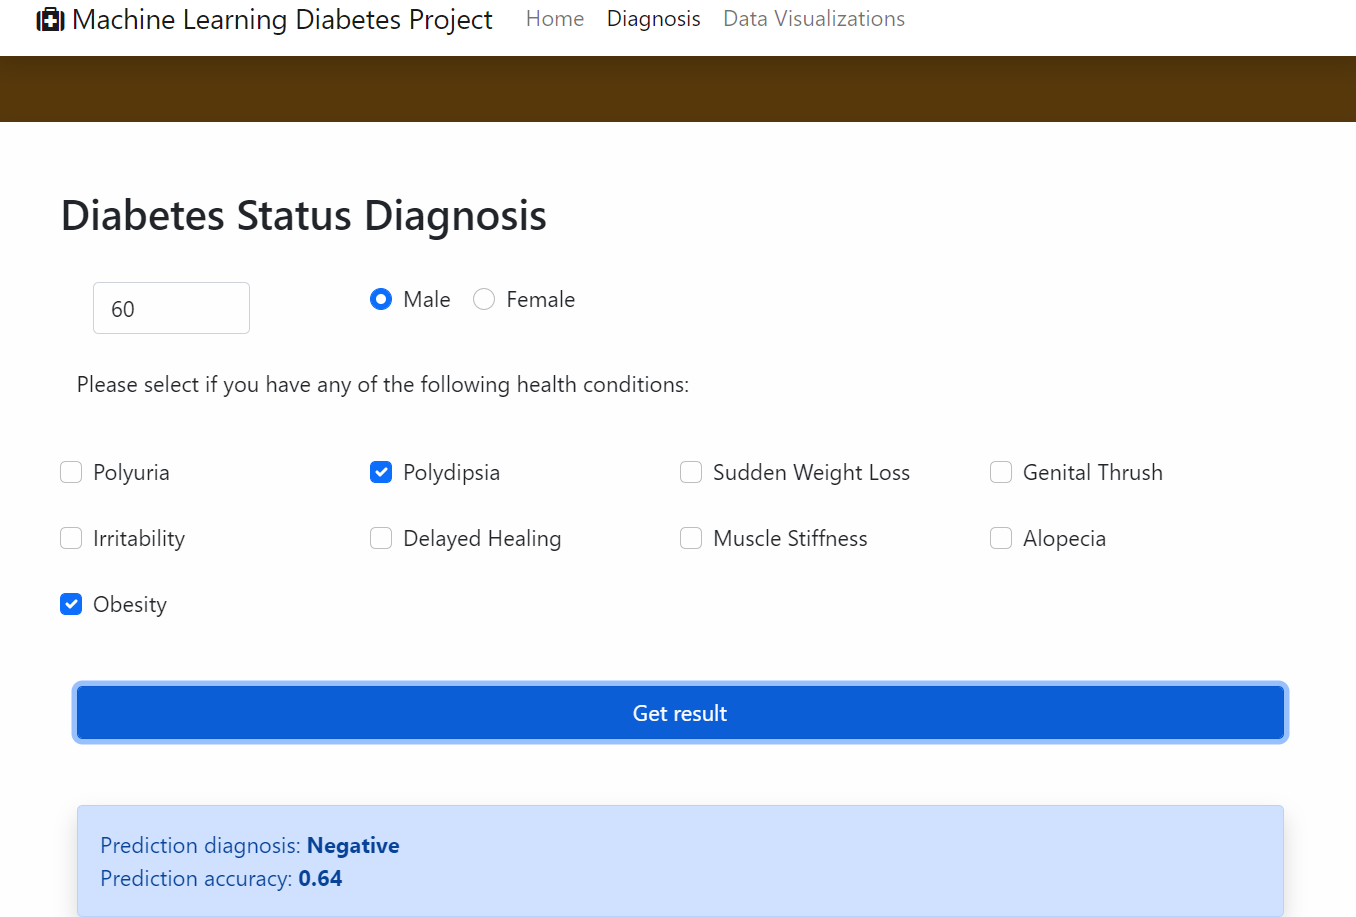 Machine Learning Diabetes Project Home Diagnosis Data Visualizations
Diabetes Status Diagnosis
60 Male Female
Please select if you have any of the following health conditions:
Polyuria Polydipsia Sudden Weight Loss Genital Thrush
Irritability Delayed Healing Muscle Stiffness Alopecia
Obesity
Get result
Prediction diagnosis: Negative
Prediction accuracy: 0.64